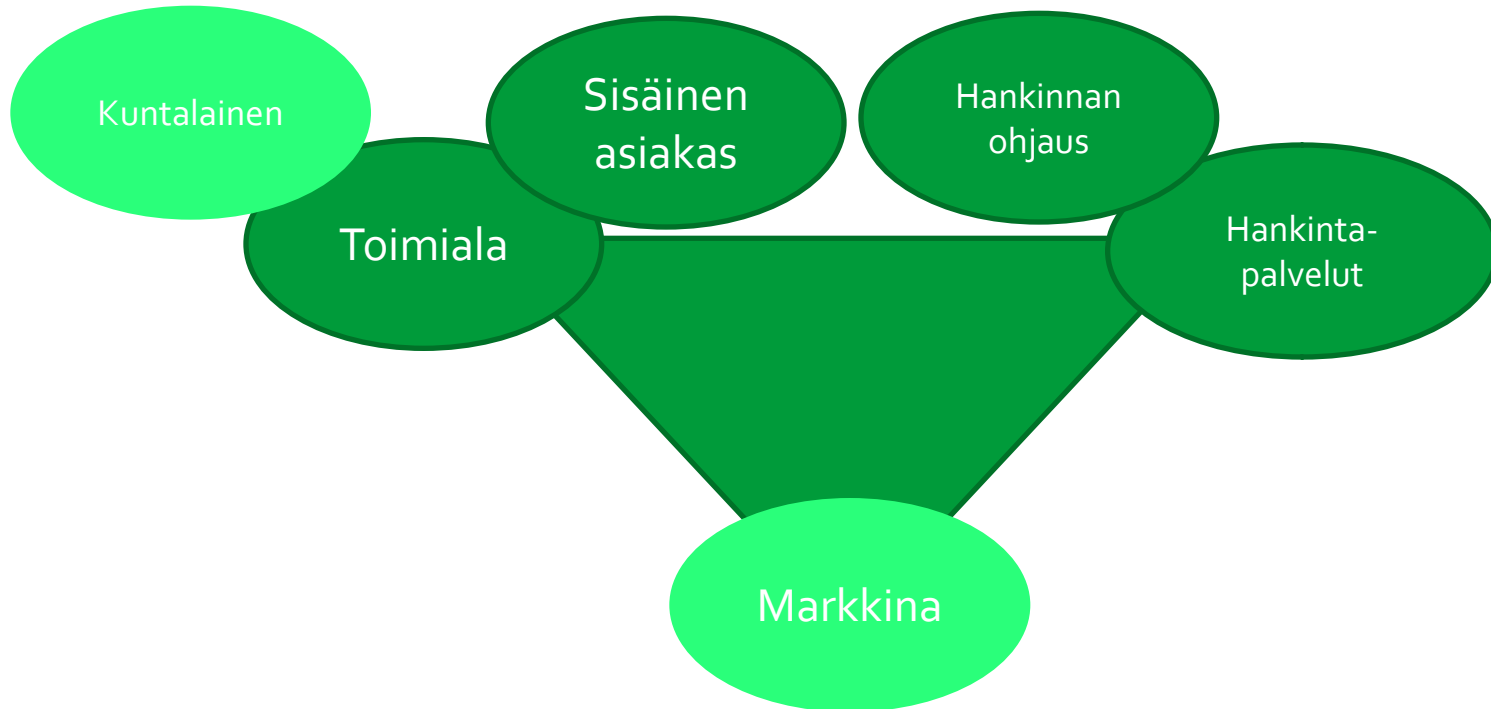 Kuntalainen
Sisäinen
asiakas
Hankinnan
ohjaus
Toimiala
Hankinta-
palvelut
Markkina